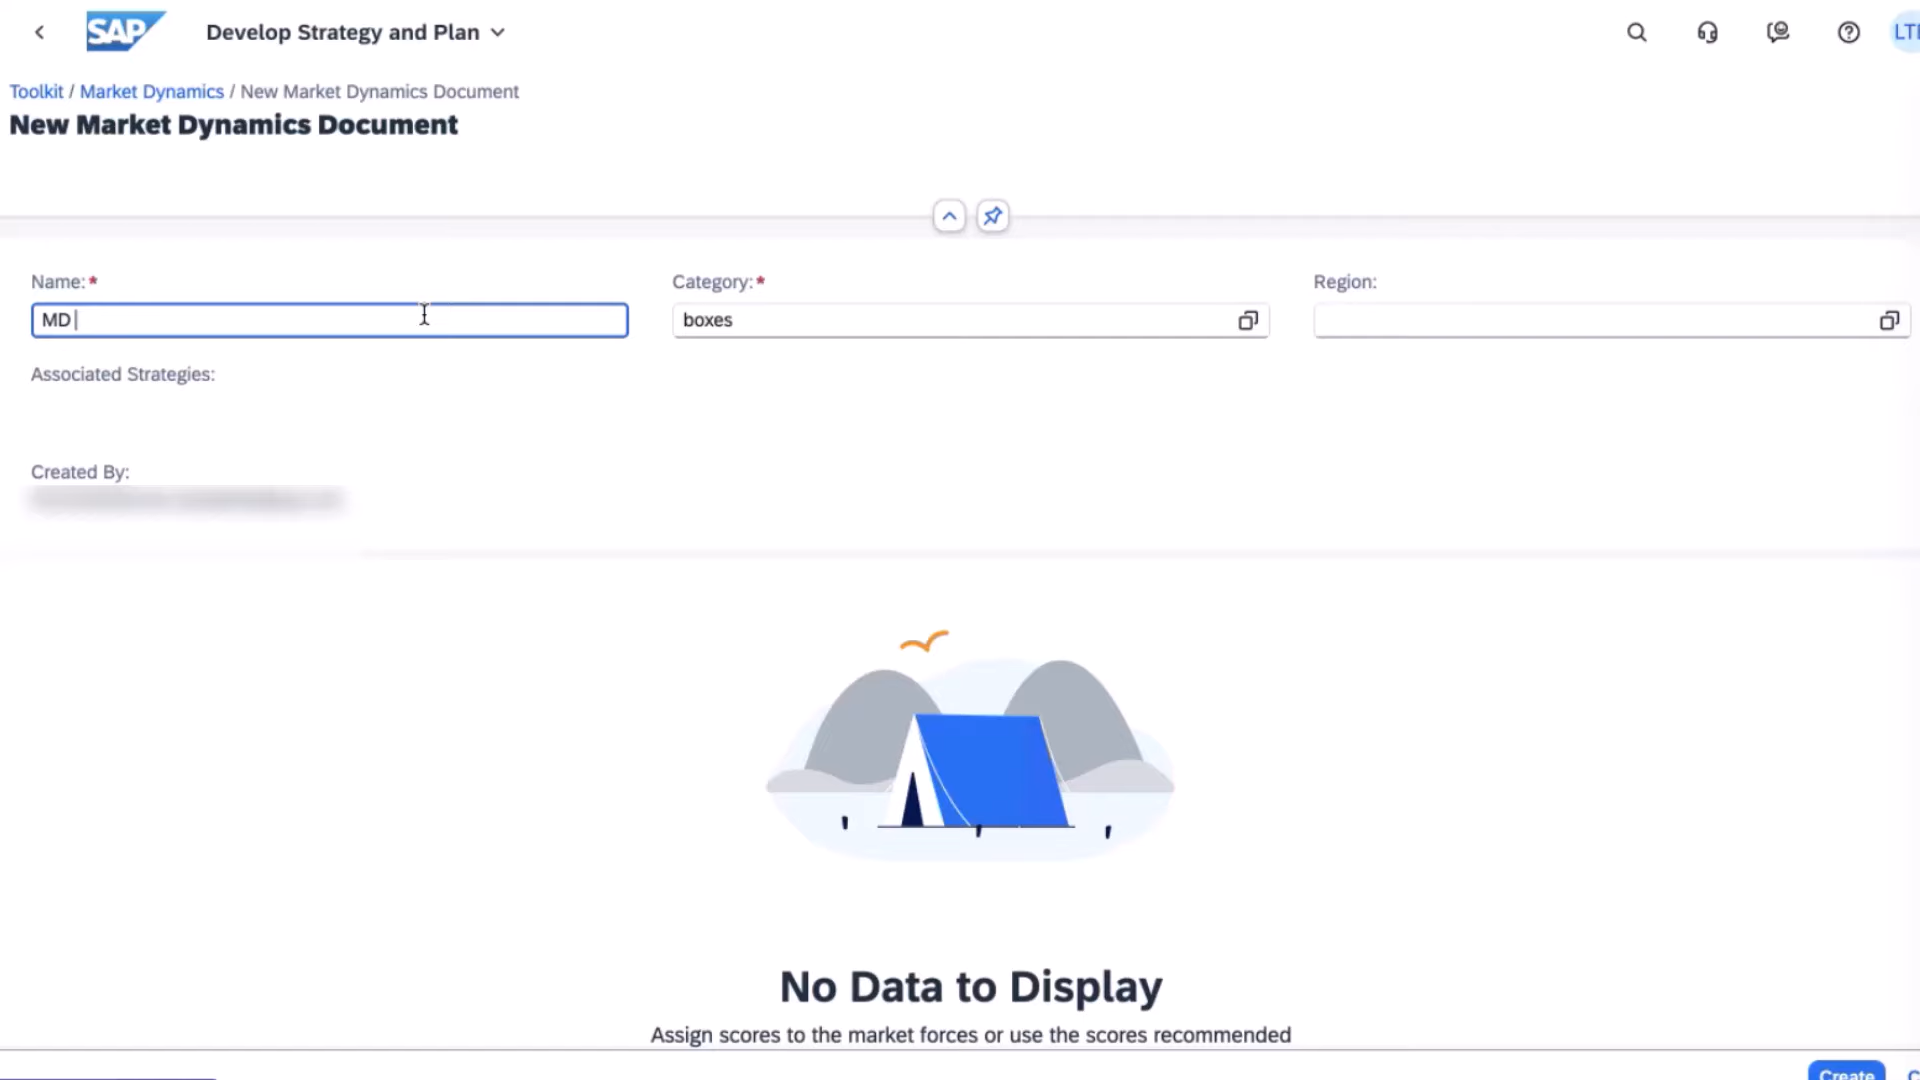 SAP
Develop Strategy and Plan
LT
Toolkit / Market Dynamics / New Market Dynamics Document
New Market Dynamics Document
Name:*
Category:*
Region:
MD
boxes
Associated Strategies:
Created By:
No Data to Display
Assign scores to the market forces or use the scores recommended
Create